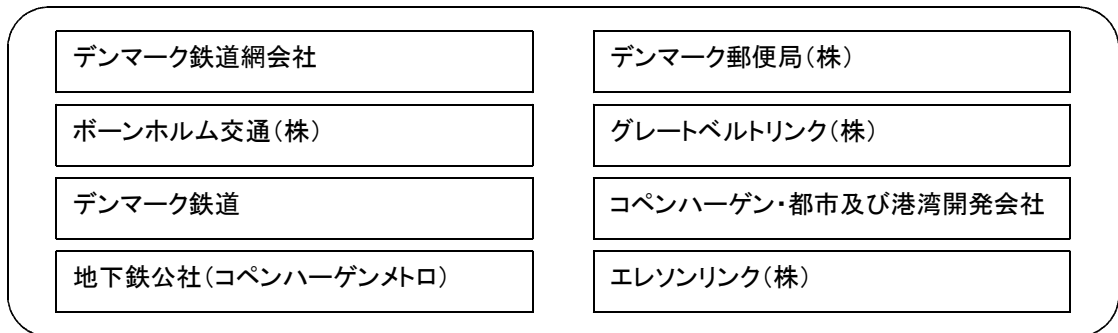 デンマーク鉄道網会社
デンマーク郵便局(株)
ボーンホルム交通(株)
グレートベルトリンク(株)
デンマーク鉄道
コペンハーゲン・都市及び港湾開発会社
地下鉄公社(コペンハーゲンメトロ)
エレソンリンク(株)